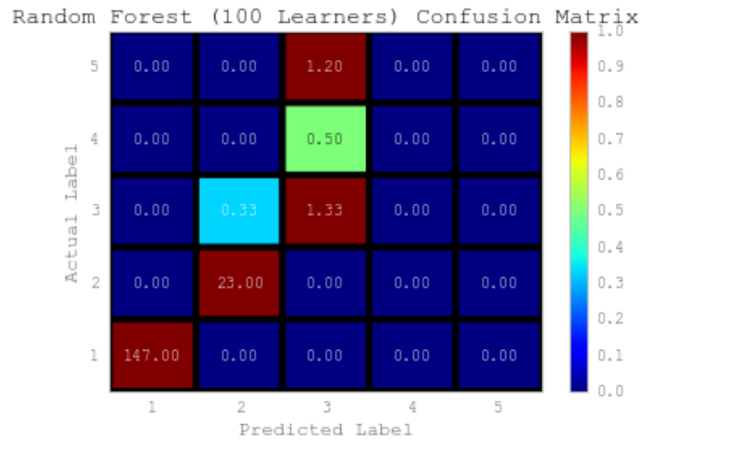 Random Forest (100 Learners) Confusion Matrix
1.0
5 0.00 0.00 1.20 0.00 0.00
0.9
0.8
4 0.00 0.00 0.50 0.00 0.00
0.7
0.6
Actual Label
0.5
3 0.00 0.33 1.33 0.00 0.00
0.4
0.3
2 0.00 23.00 0.00 0.00 0.00
0.2
0.1
1 147.00 0.00 0.00 0.00 0.00
0.0
1 2 3 4 5
Predicted Label